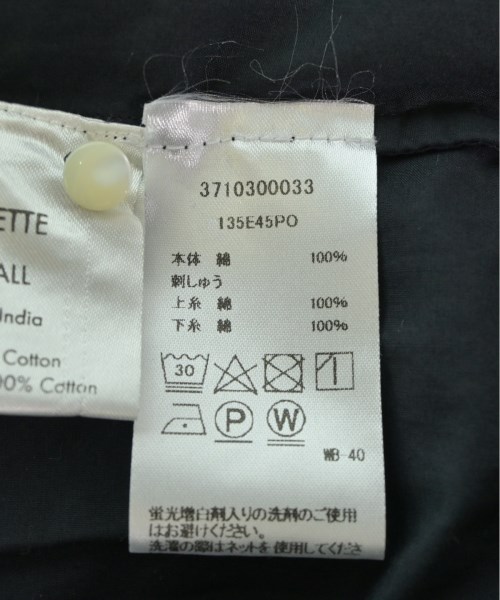 ETTE
ALL
India
Cotton
00% Cotton
3710300033
135E45PO
本体 綿 100%
刺しゅう
上糸 綿 100%
下糸 綿 100%
30
P W
WB-40
蛍光増白剤入りの洗剤のご使用
はお避けください。
洗濯の際はネットを使用してくださ